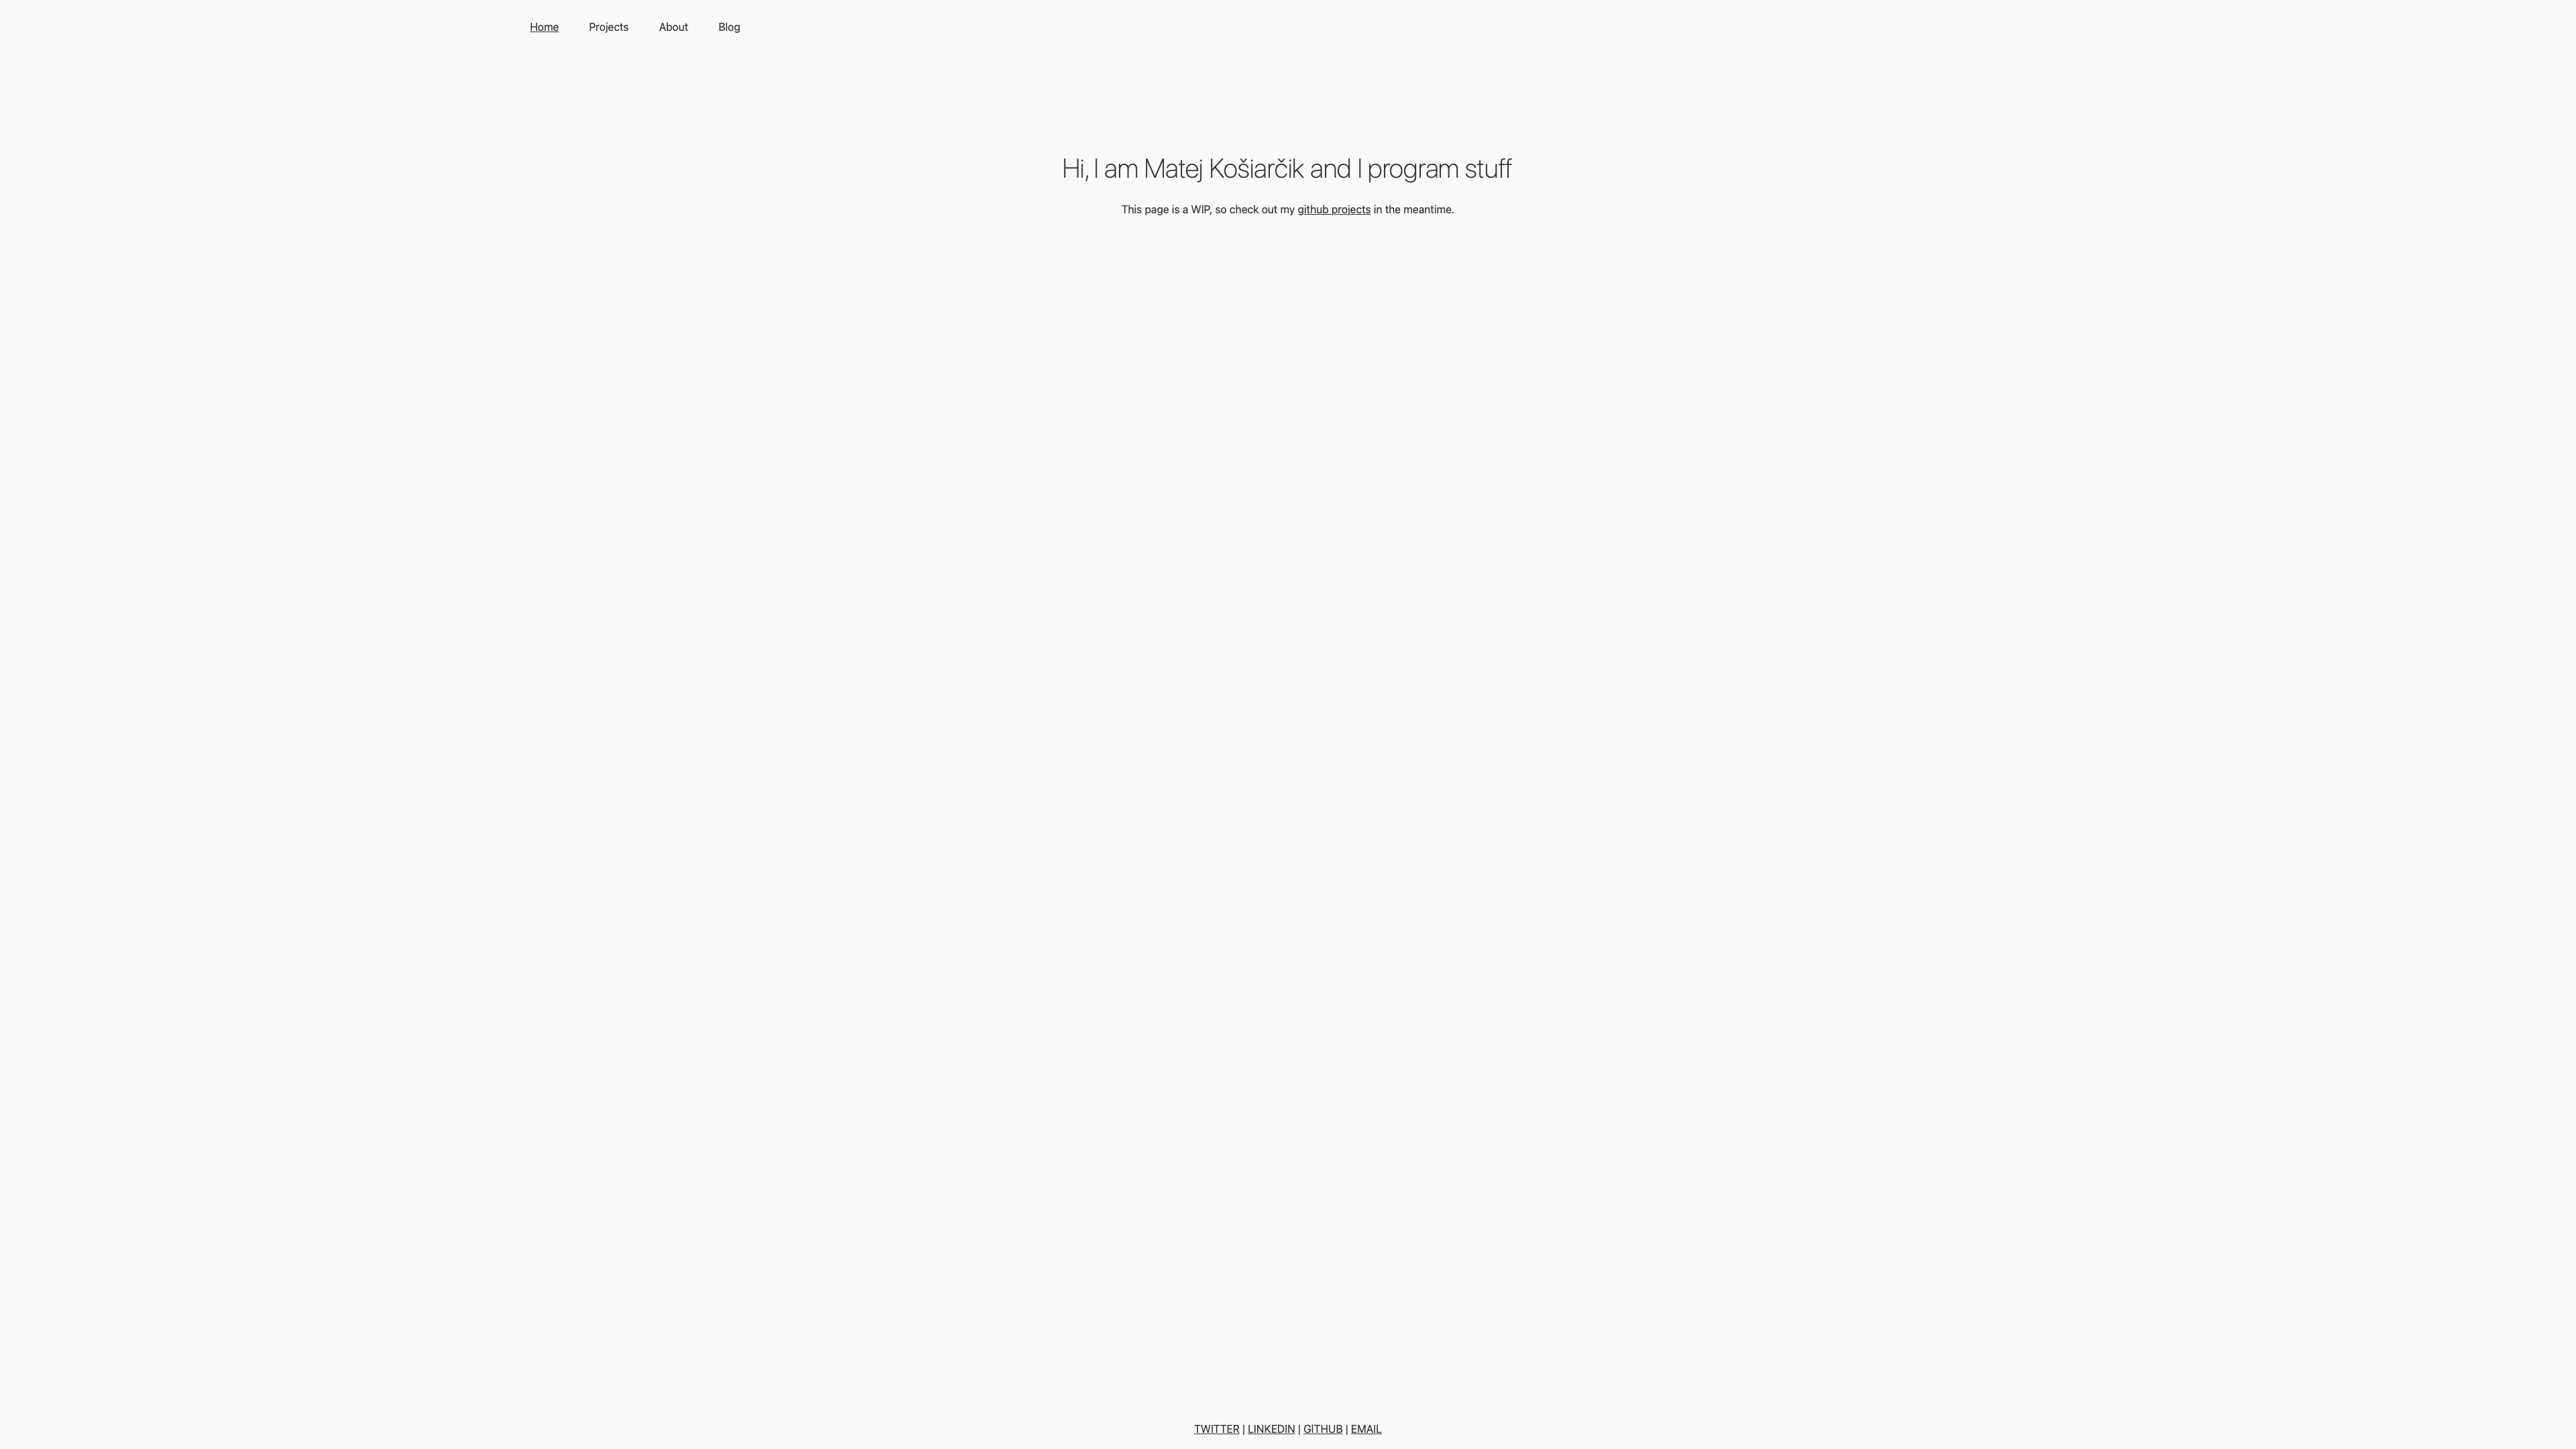 Home Projects About Blog
Hi, I am Matej Košiarčik and I program stuff
This page is a WIP, so check out my github projects in the meantime.
TWITTER | LINKEDIN | GITHUB | EMAIL